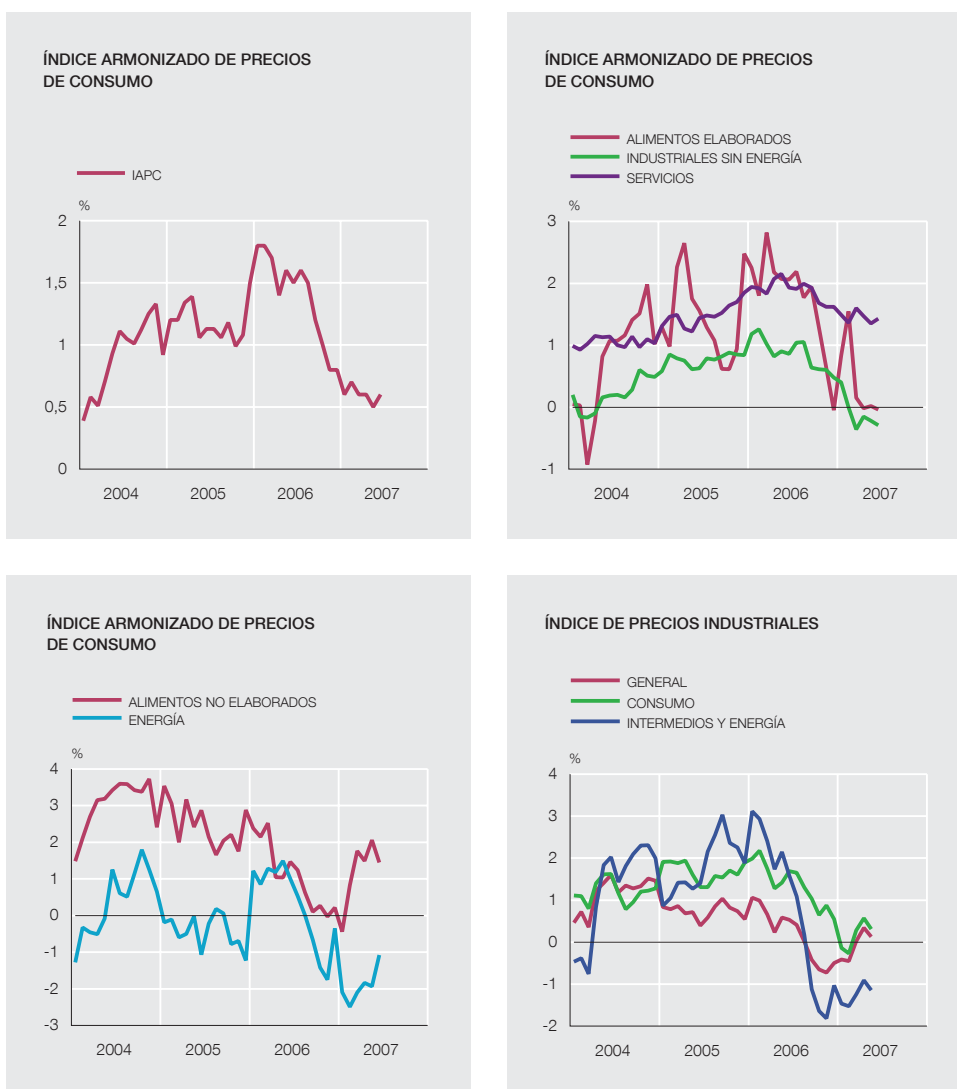 ÍNDICE ARMONIZADO DE PRECIOS
DE CONSUMO
IAPC
%
2
1,5
1
0,5
0
2004 2005 2006 2007
ÍNDICE ARMONIZADO DE PRECIOS
DE CONSUMO
ALIMENTOS ELABORADOS
INDUSTRIALES SIN ENERGÍA
SERVICIOS
%
3
2
1
0
-1
2004 2005 2006 2007
ÍNDICE ARMONIZADO DE PRECIOS
DE CONSUMO
ALIMENTOS NO ELABORADOS
ENERGÍA
%
4
3
2
1
0
-1
-2
-3
2004 2005 2006 2007
ÍNDICE DE PRECIOS INDUSTRIALES
GENERAL
CONSUMO
INTERMEDIOS Y ENERGÍA
%
4
3
2
1
0
-1
-2
2004 2005 2006 2007